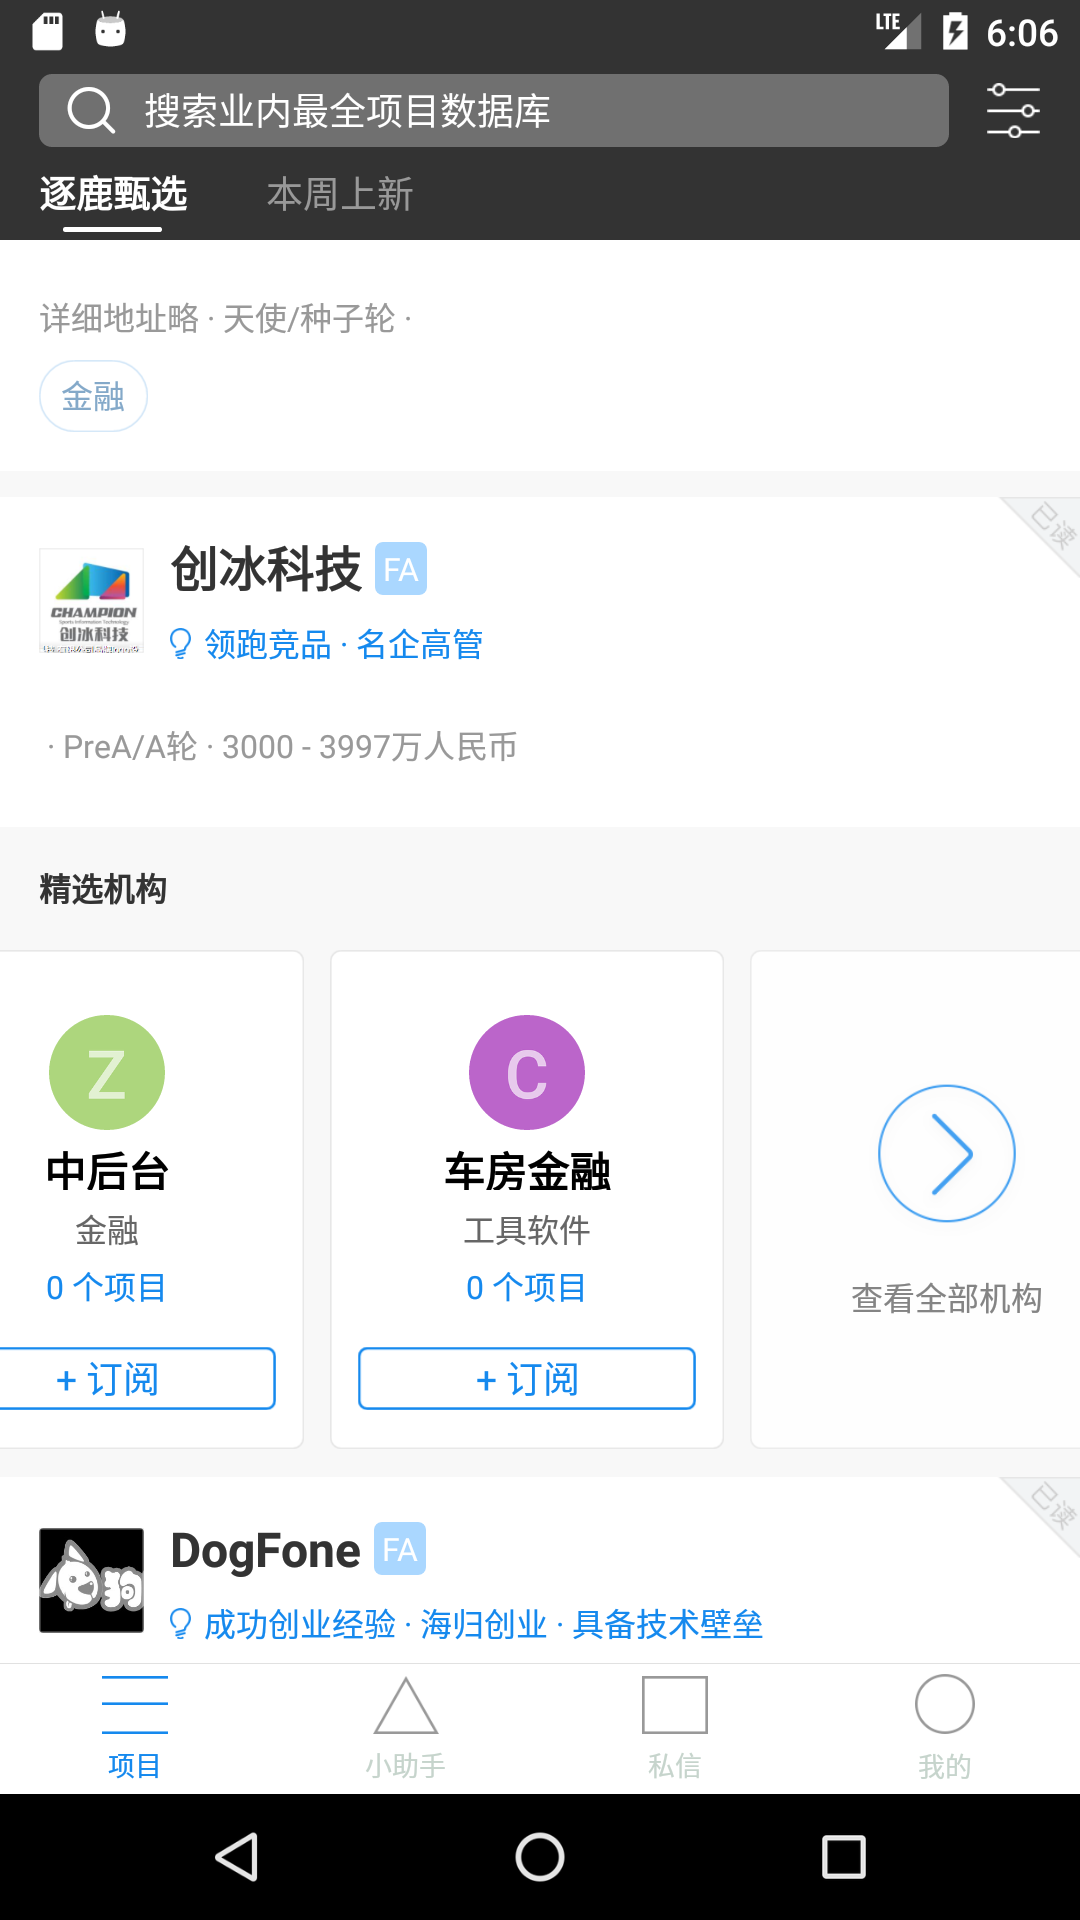 LTE 6:06
搜索业内最全项目数据库
逐鹿甄选 本周上新
详细地址略 · 天使/种子轮 ·
金融
已读
创冰科技 FA
CHAMPION
创冰科技
领跑竞品 · 名企高管
· PreA/A轮 · 3000 - 3997万人民币
精选机构
Z C
中后台 车房金融
金融 工具软件
0 个项目 0 个项目
查看全部机构
+ 订阅 + 订阅
已读
DogFone FA
狗
成功创业经验 · 海归创业 · 具备技术壁垒
项目 小助手 私信 我的